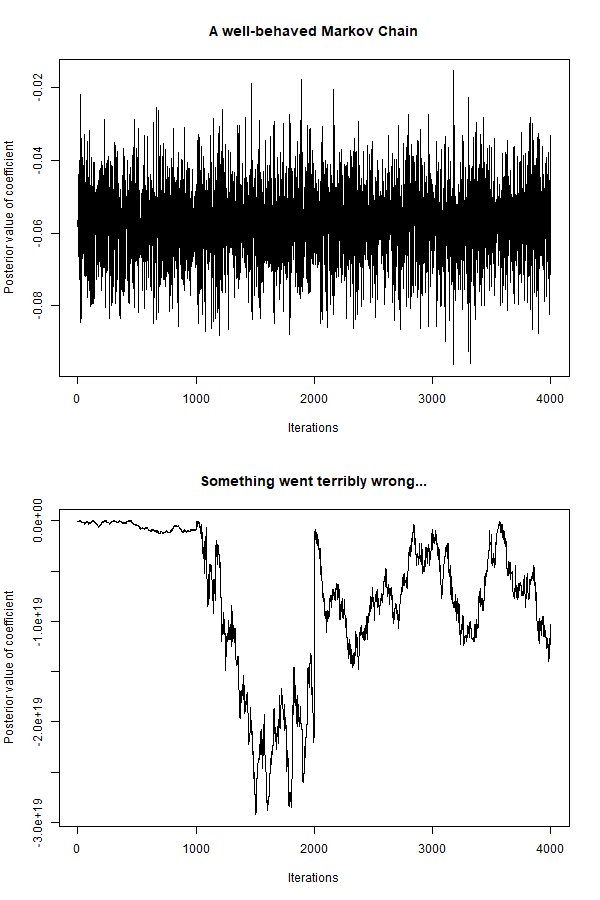 A well-behaved Markov Chain
Posterior value of coefficient
-0.02
-0.04
-0.06
-0.08
0 1000 2000 3000 4000
Iterations
Something went terribly wrong...
Posterior value of coefficient
0.0e+00
-1.0e+19
-2.0e+19
-3.0e+19
0 1000 2000 3000 4000
Iterations